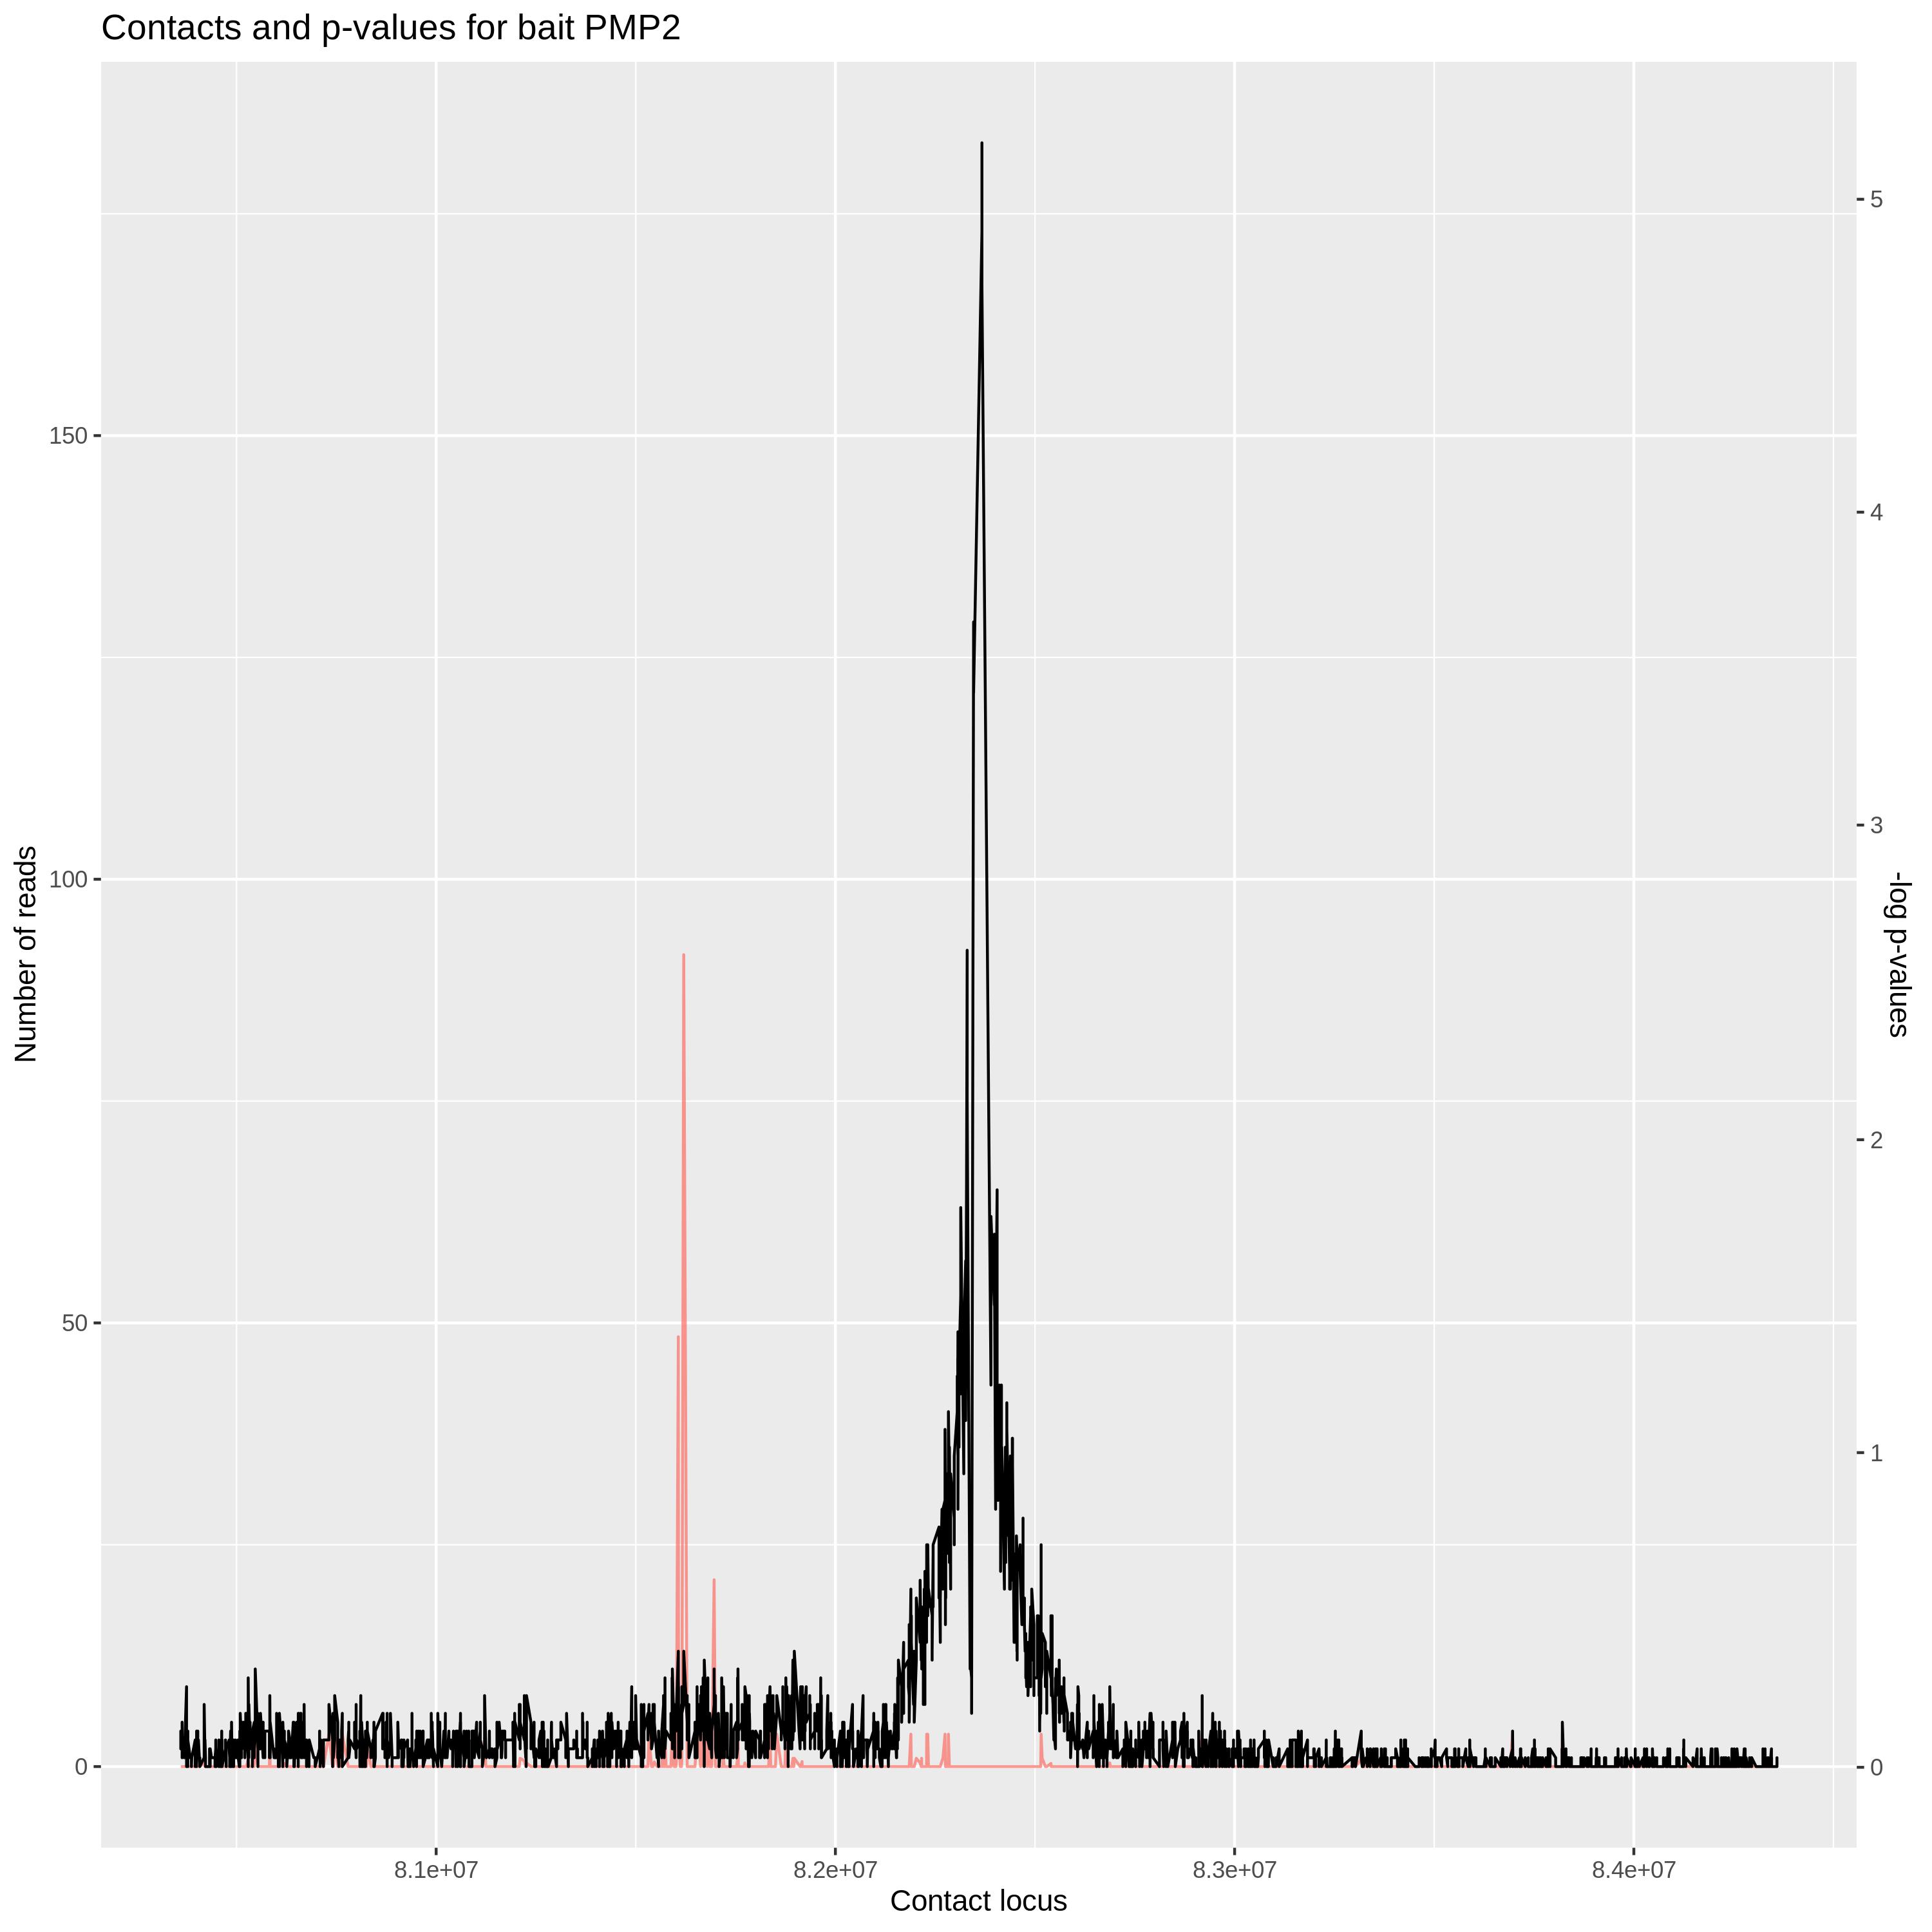 Contacts and p-values for bait PMP2
Number of reads
150
100
50
0
5
4
3
2
1
0
-log p-values
8.1e+07
8.2e+07
8.3e+07
8.4e+07
Contact locus